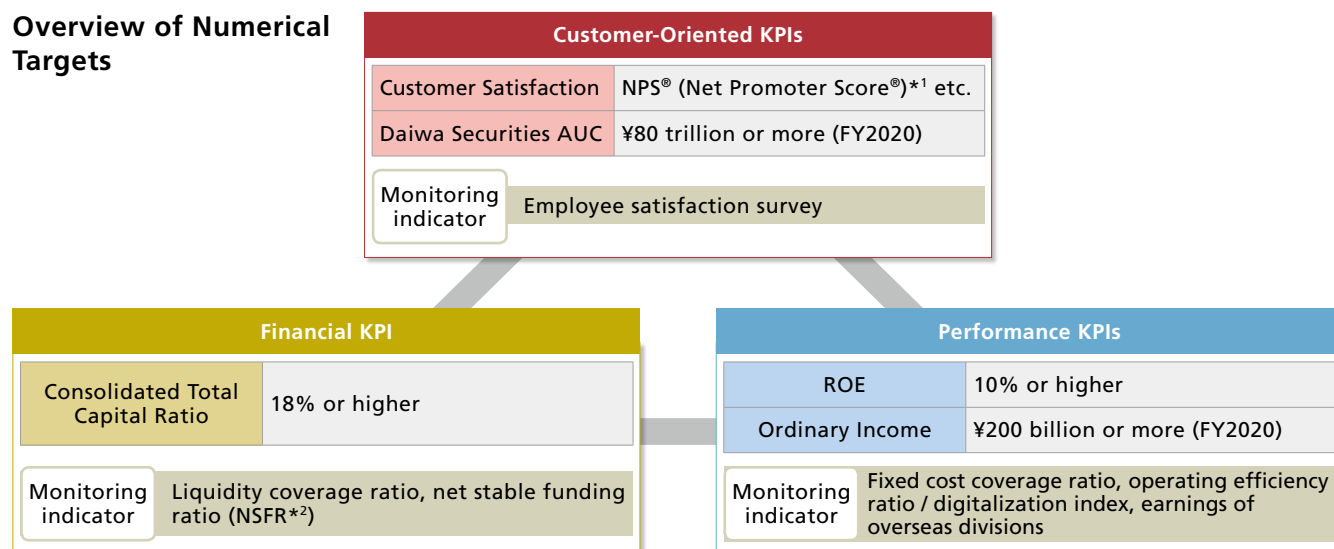 Overview of Numerical
Targets
Customer-Oriented KPIs
Customer Satisfaction NPS® (Net Promoter Score®)*1 etc.
Daiwa Securities AUC ¥80 trillion or more (FY2020)
Monitoring
indicator
Employee satisfaction survey
Financial KPI
Consolidated Total
Capital Ratio
18% or higher
Monitoring
indicator
Liquidity coverage ratio, net stable funding
ratio (NSFR*2)
Performance KPIs
ROE 10% or higher
Ordinary Income ¥200 billion or more (FY2020)
Monitoring
indicator
Fixed cost coverage ratio, operating efficiency
ratio / digitalization index, earnings of
overseas divisions